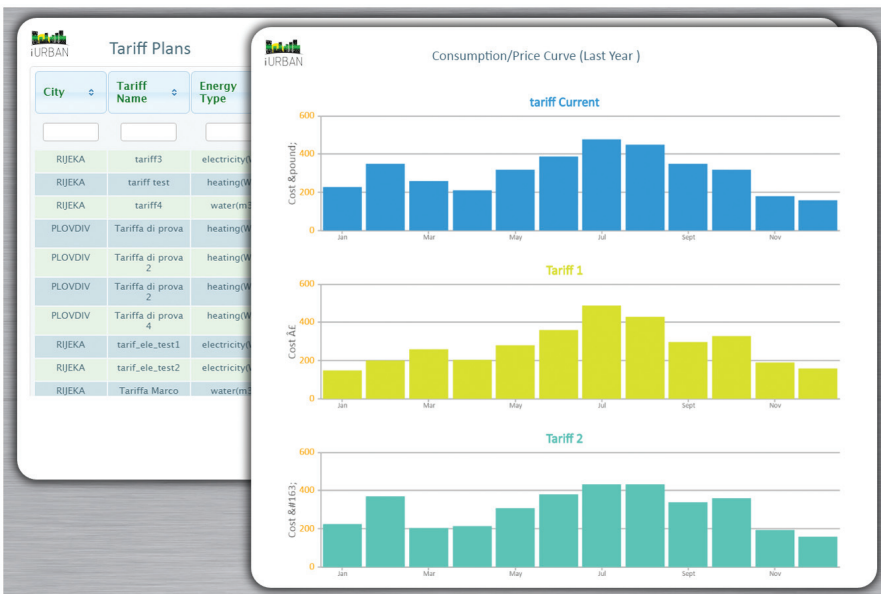 iURBAN
Tariff Plans
City
Tariff
Name
Energy
Type
RIJEKA tariff3 electricity(
RIJEKA tariff test heating(W
RIJEKA tariff4 water(m3
PLOVDIV Tariffa di prova heating(W
PLOVDIV Tariffa di prova
2 heating(W
PLOVDIV Tariffa di prova
2 heating(W
PLOVDIV Tariffa di prova
4 heating(W
RIJEKA tarif_ele_test1 electricity(
RIJEKA tarif_ele_test2 electricity(
RIJEKA Tariffa Marco water(m3
iURBAN
Consumption/Price Curve (Last Year )
tariff Current
Cost &pound;
600
400
200
0
Jan Mar May Jul Sept Nov
Tariff 1
Cost Â£
600
400
200
0
Jan Mar May Jul Sept Nov
Tariff 2
Cost &#163;
600
400
200
0
Jan Mar May Jul Sept Nov